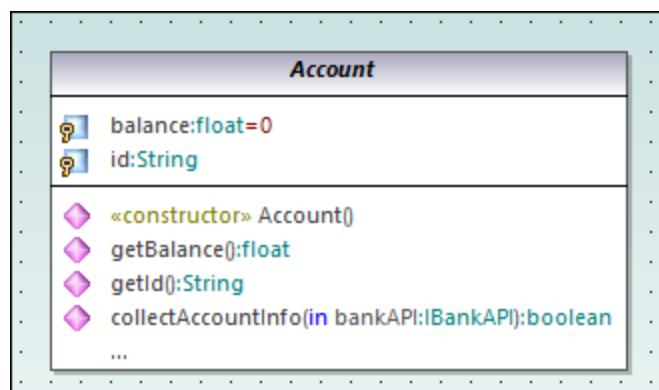 Account
balance:float=0
id:String
«constructor» Account()
getBalance():float
getId():String
collectAccountInfo(in bankAPI:IBankAPI):boolean
...